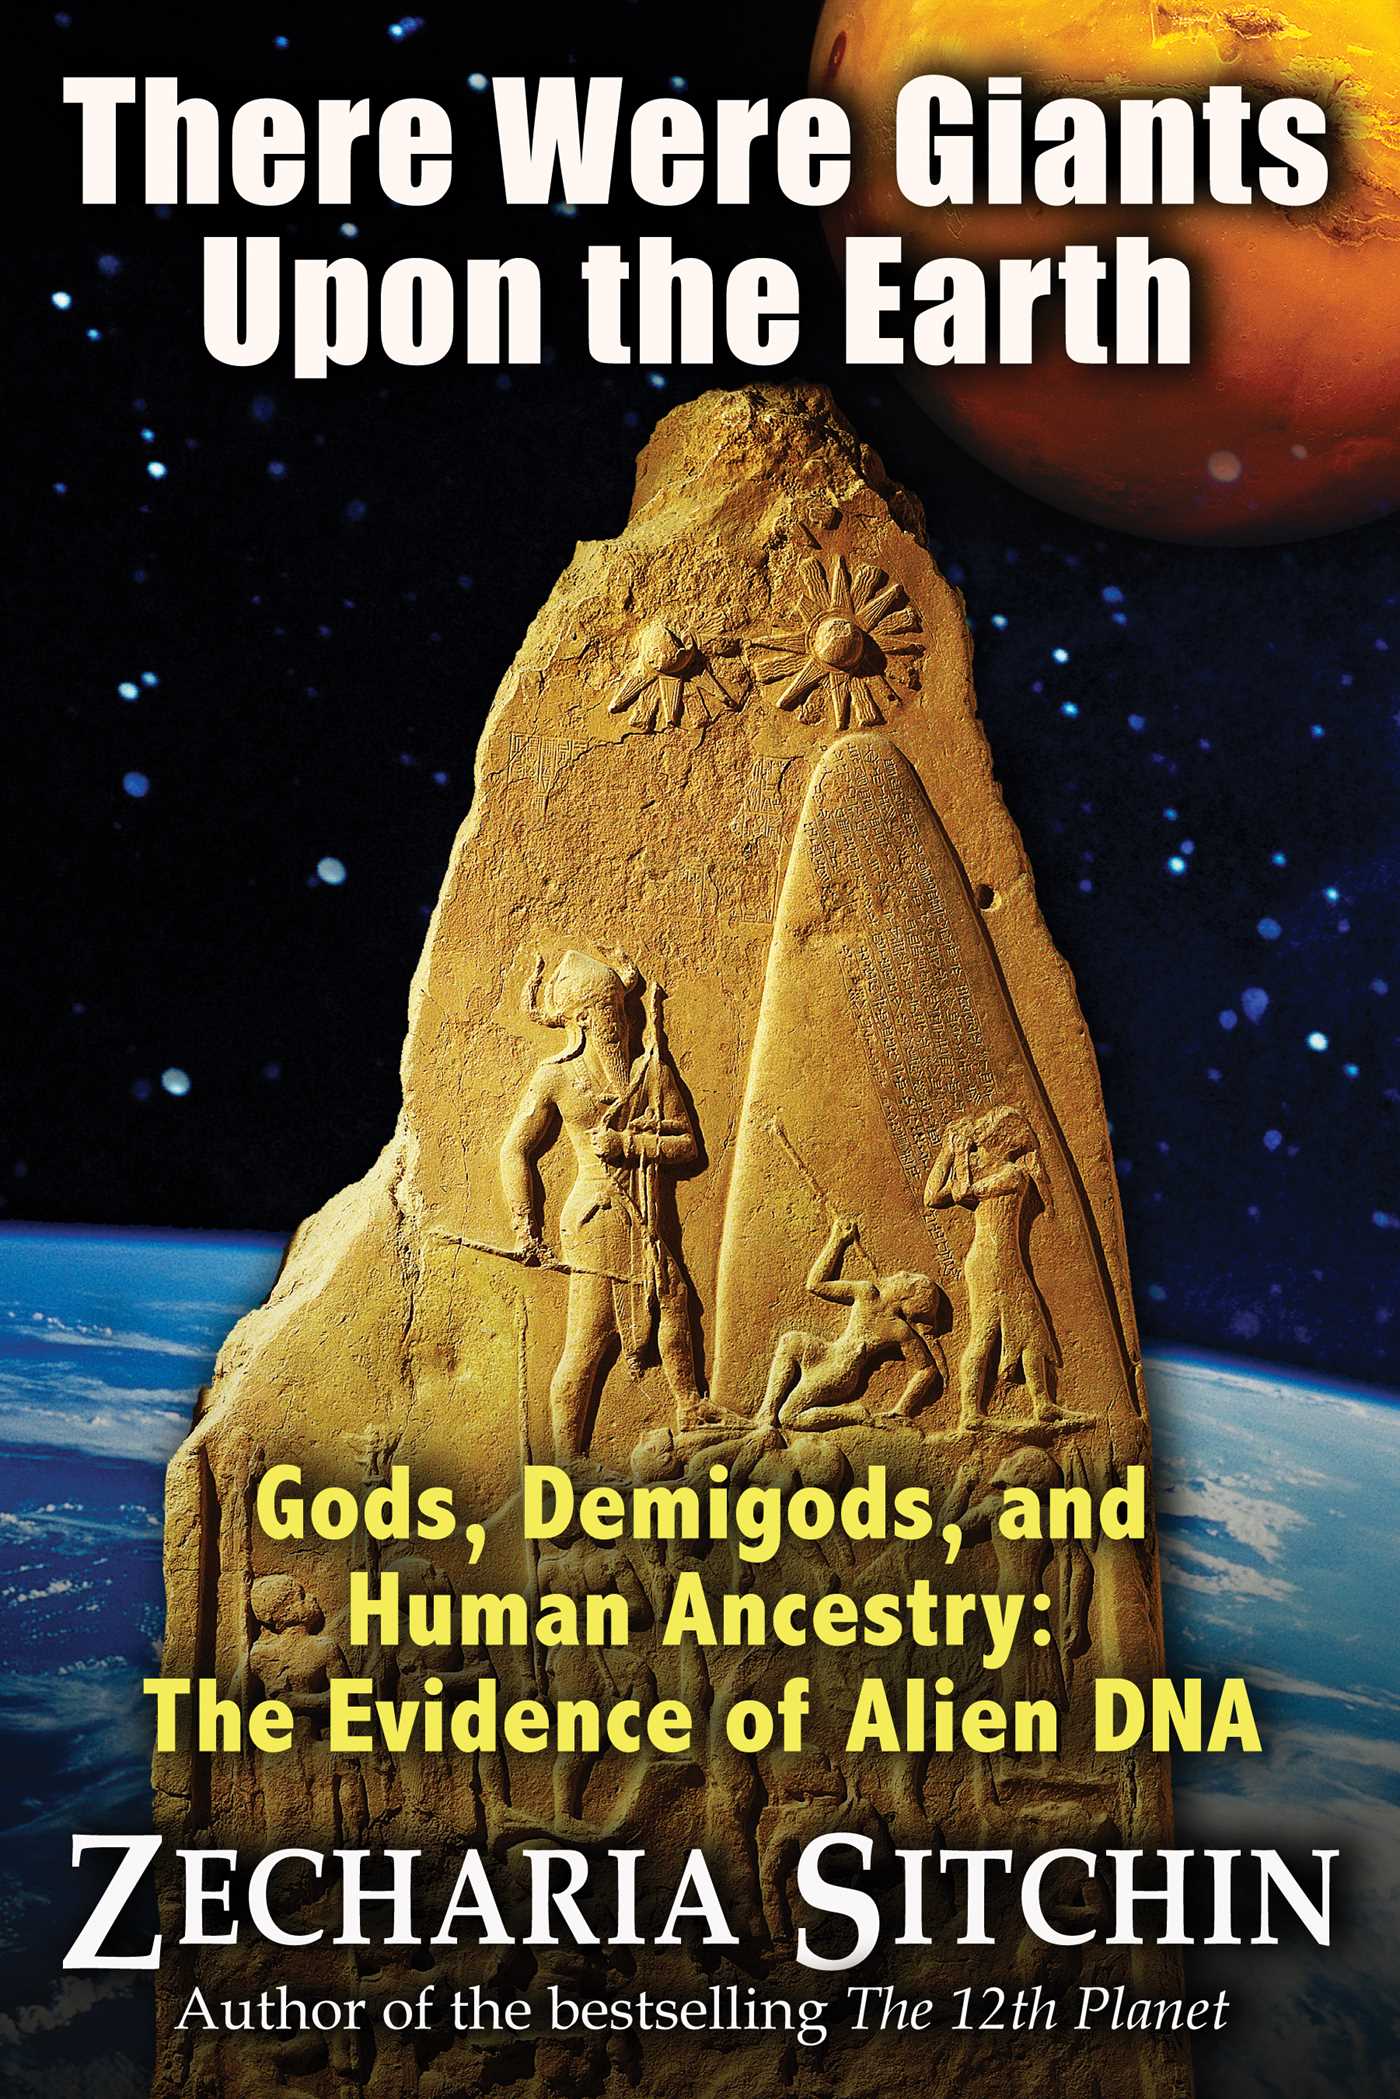 There Were Giants
Upon the Earth
Gods, Demigods, and
Human Ancestry:
The Evidence of Alien DNA
ZECHARIA SITCHIN
Author of the bestselling The 12th Planet